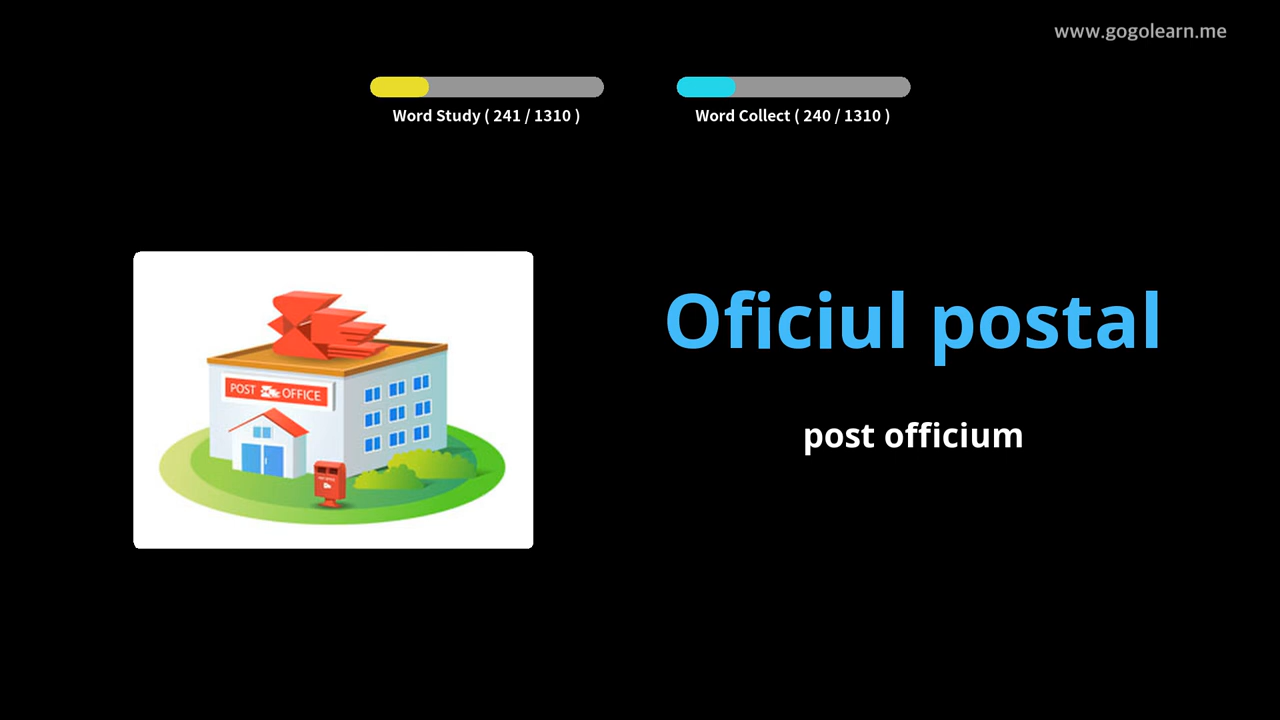 www.gogolearn.me
Word Study ( 241 / 1310 )
Word Collect ( 240 / 1310 )
Oficiul postal
post officium
POST OFFICE